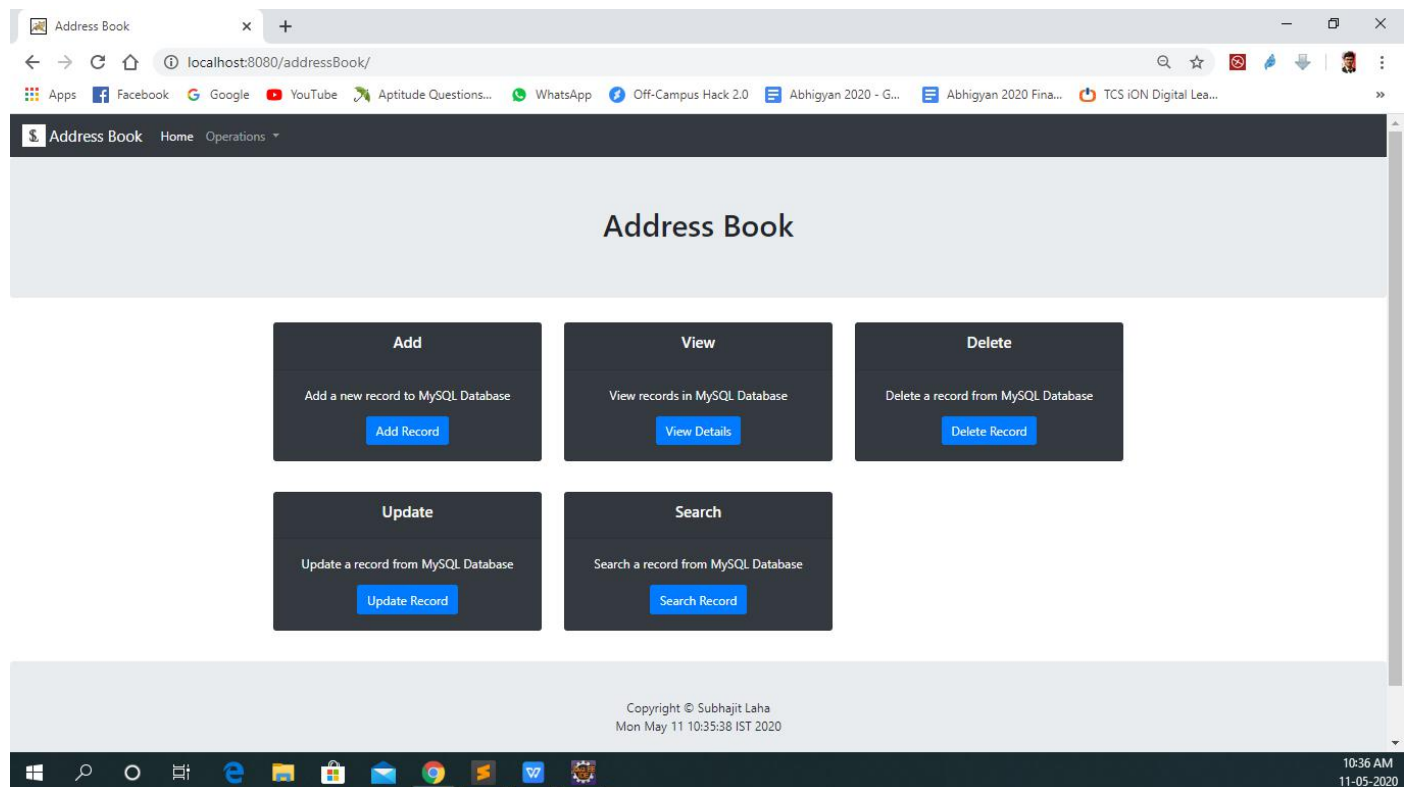 Address Book
localhost:8080/addressBook/
Apps Facebook Google YouTube Aptitude Questions... WhatsApp Off-Campus Hack 2.0 Abhigyan 2020 - G... Abhigyan 2020 Fina... TCS iON Digital Lea...
Address Book Home Operations
Address Book
Add View Delete
Add a new record to MySQL Database View records in MySQL Database Delete a record from MySQL Database
Add Record View Details Delete Record
Update Search
Update a record from MySQL Database Search a record from MySQL Database
Update Record Search Record
Copyright © Subhajit Laha
Mon May 11 10:35:38 IST 2020
10:36 AM
11-05-2020